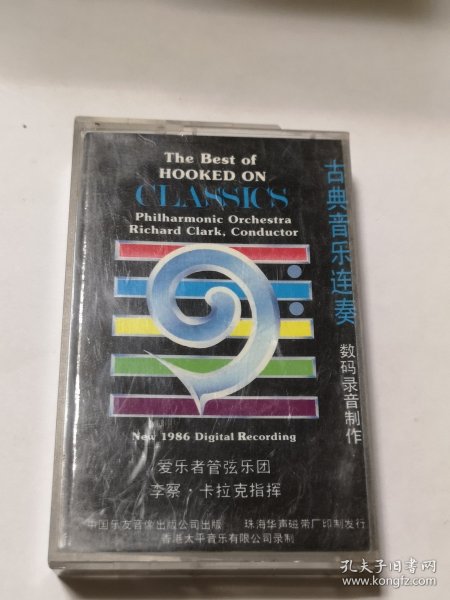 The Best of
HOOKED ON
CLASSICS
Philharmonic Orchestra
Richard Clark, Conductor
古典音乐连奏
数码录音制作
New 1986 Digital Recording
爱乐者管弦乐团
李察·卡拉克指挥
中国乐友音像出版公司出版 珠海华声磁带厂印制发行
香港太平音乐有限公司录制
孔夫子旧书网
www.kongfz.com